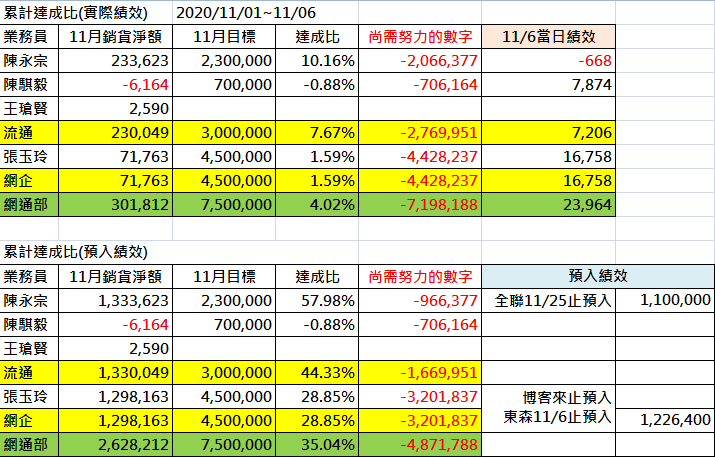 累計達成比(實際績效) 2020/11/01~11/06
業務員 11月銷貨淨額 11月目標 達成比 尚需努力的數字 11/6當日績效
陳永宗 233,623 2,300,000 10.16% -2,066,377 -668
陳騏毅 -6,164 700,000 -0.88% -706,164 7,874
王瑲賢 2,590
流通 230,049 3,000,000 7.67% -2,769,951 7,206
張玉玲 71,763 4,500,000 1.59% -4,428,237 16,758
網企 71,763 4,500,000 1.59% -4,428,237 16,758
網通部 301,812 7,500,000 4.02% -7,198,188 23,964
累計達成比(預入績效)
業務員 11月銷貨淨額 11月目標 達成比 尚需努力的數字 預入績效
陳永宗 1,333,623 2,300,000 57.98% -966,377 全聯11/25止預入 1,100,000
陳騏毅 -6,164 700,000 -0.88% -706,164
王瑲賢 2,590
流通 1,330,049 3,000,000 44.33% -1,669,951
張玉玲 1,298,163 4,500,000 28.85% -3,201,837 博客來止預入
網企 1,298,163 4,500,000 28.85% -3,201,837 東森11/6止預入 1,226,400
網通部 2,628,212 7,500,000 35.04% -4,871,788